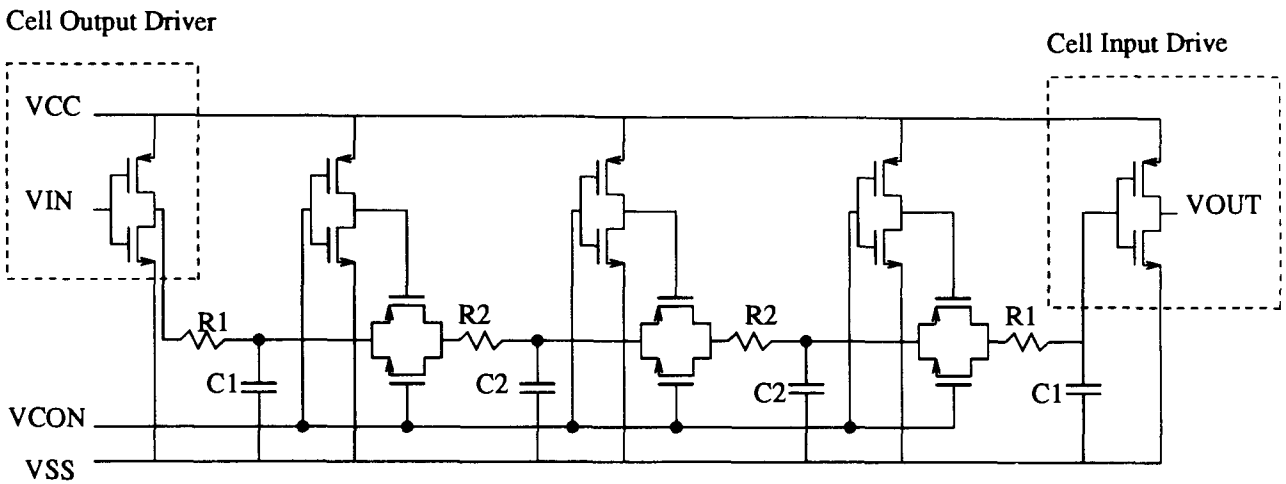 Cell Output Driver
Cell Input Drive
VCC
VIN
VOUT
R1
R2
R2
R1
C1
C2
C2
C1
VCON
VSS